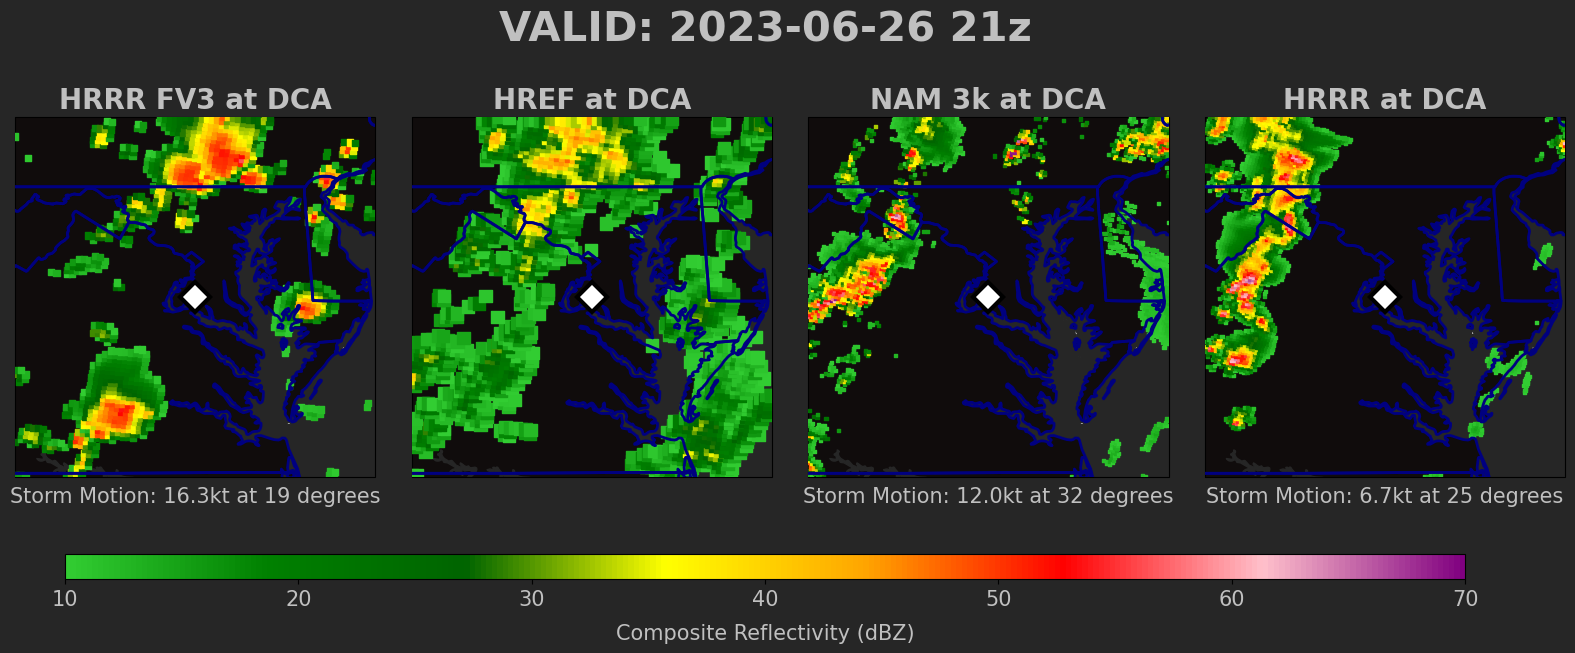 VALID: 2023-06-26 21z
HRRR FV3 at DCA
HREF at DCA
NAM 3k at DCA
HRRR at DCA
Storm Motion: 16.3kt at 19 degrees
Storm Motion: 12.0kt at 32 degrees
Storm Motion: 6.7kt at 25 degrees
10 20 30 40 50 60 70
Composite Reflectivity (dBZ)